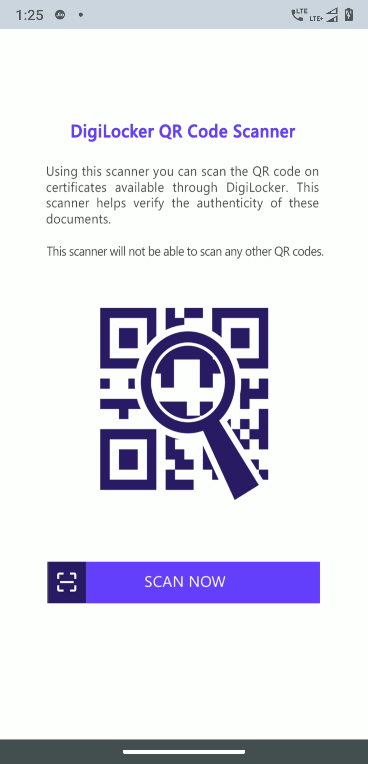 1:25
LTE
LTE+
DigiLocker QR Code Scanner
Using this scanner you can scan the QR code on
certificates available through DigiLocker. This
scanner helps verify the authenticity of these
documents.
This scanner will not be able to scan any other QR codes.
SCAN NOW